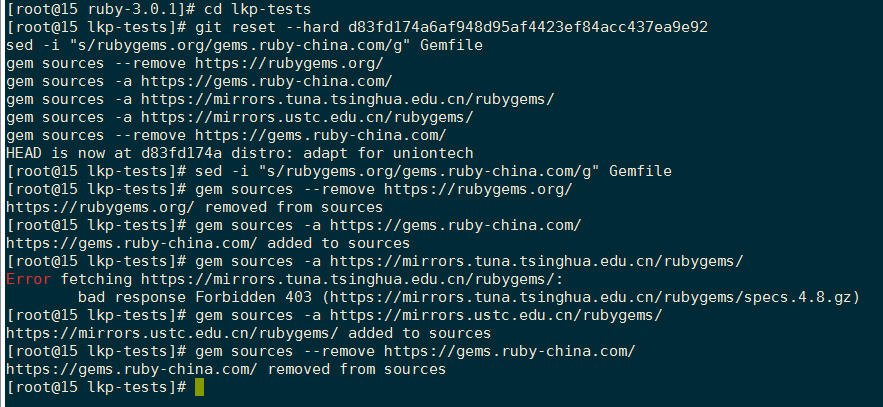 [root@15 ruby-3.0.1]# cd lkp-tests
[root@15 lkp-tests]# git reset --hard d83fd174a6af948d95af4423ef84acc437ea9e92
sed -i "s/rubygems.org/gems.ruby-china.com/g" Gemfile
gem sources --remove https://rubygems.org/
gem sources -a https://gems.ruby-china.com/
gem sources -a https://mirrors.tuna.tsinghua.edu.cn/rubygems/
gem sources -a https://mirrors.ustc.edu.cn/rubygems/
gem sources --remove https://gems.ruby-china.com/
HEAD is now at d83fd174a distro: adapt for uniontech
[root@15 lkp-tests]# sed -i "s/rubygems.org/gems.ruby-china.com/g" Gemfile
[root@15 lkp-tests]# gem sources --remove https://rubygems.org/
https://rubygems.org/ removed from sources
[root@15 lkp-tests]# gem sources -a https://gems.ruby-china.com/
https://gems.ruby-china.com/ added to sources
[root@15 lkp-tests]# gem sources -a https://mirrors.tuna.tsinghua.edu.cn/rubygems/
Error fetching https://mirrors.tuna.tsinghua.edu.cn/rubygems/:
        bad response Forbidden 403 (https://mirrors.tuna.tsinghua.edu.cn/rubygems/specs.4.8.gz)
[root@15 lkp-tests]# gem sources -a https://mirrors.ustc.edu.cn/rubygems/
https://mirrors.ustc.edu.cn/rubygems/ added to sources
[root@15 lkp-tests]# gem sources --remove https://gems.ruby-china.com/
https://gems.ruby-china.com/ removed from sources
[root@15 lkp-tests]#